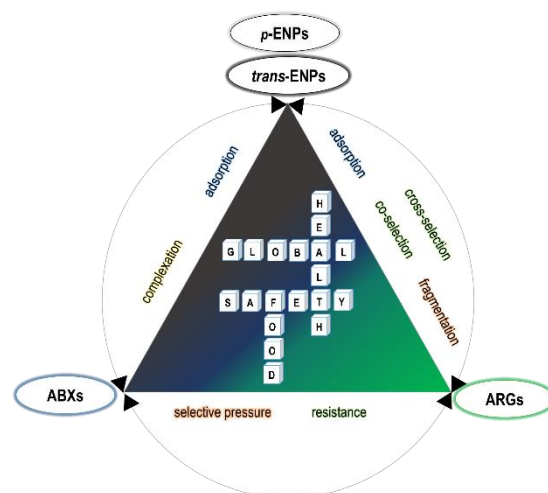 p-ENPs
trans-ENPs
adsorption
adsorption
cross-selection
co-selection
complexation
fragmentation
HEALTH
GLOBAL
SAFETY
FOOD
ABXs
ARGs
selective pressure
resistance